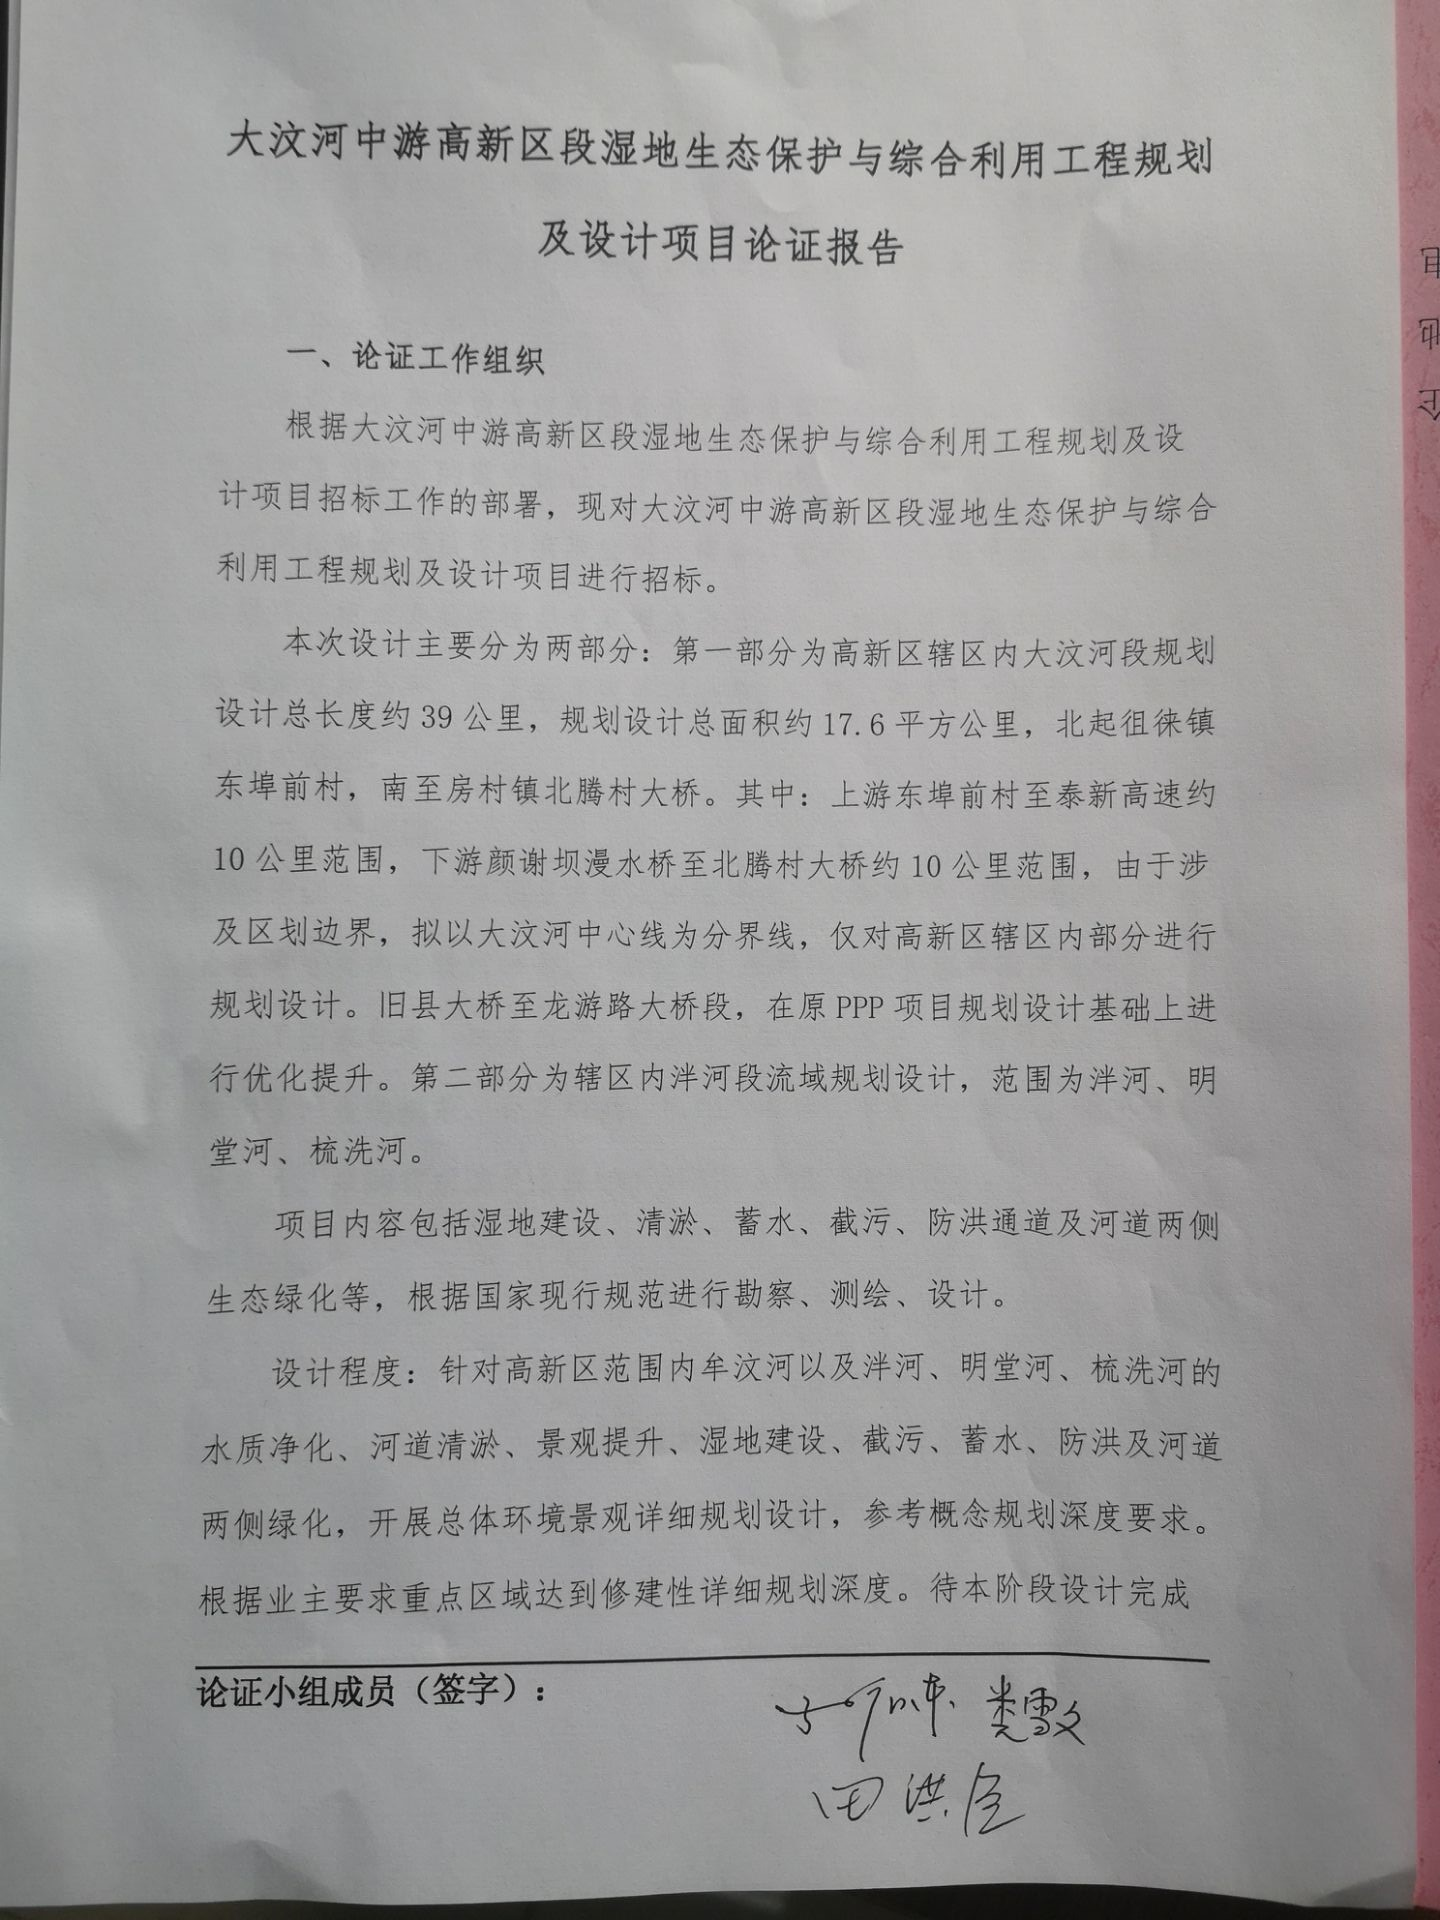 大汶河中游高新区段湿地生态保护与综合利用工程规划
及设计项目论证报告
一、论证工作组织
根据大汶河中游高新区段湿地生态保护与综合利用工程规划及设
计项目招标工作的部署，现对大汶河中游高新区段湿地生态保护与综合
利用工程规划及设计项目进行招标。
本次设计主要分为两部分：第一部分为高新区辖区内大汶河段规划
设计总长度约 39 公里，规划设计总面积约 17.6 平方公里，北起徂徕镇
东埠前村，南至房村镇北腾村大桥。其中：上游东埠前村至泰新高速约
10 公里范围，下游颜谢坝漫水桥至北腾村大桥约 10 公里范围，由于涉
及区划边界，拟以大汶河中心线为分界线，仅对高新区辖区内部分进行
规划设计。旧县大桥至龙游路大桥段，在原 PPP 项目规划设计基础上进
行优化提升。第二部分为辖区内泮河段流域规划设计，范围为泮河、明
堂河、梳洗河。
项目内容包括湿地建设、清淤、蓄水、截污、防洪通道及河道两侧
生态绿化等，根据国家现行规范进行勘察、测绘、设计。
设计程度：针对高新区范围内牟汶河以及泮河、明堂河、梳洗河的
水质净化、河道清淤、景观提升、湿地建设、截污、蓄水、防洪及河道
两侧绿化，开展总体环境景观详细规划设计，参考概念规划深度要求。
根据业主要求重点区域达到修建性详细规划深度。待本阶段设计完成
论证小组成员（签字）：
娄雪文
田洪